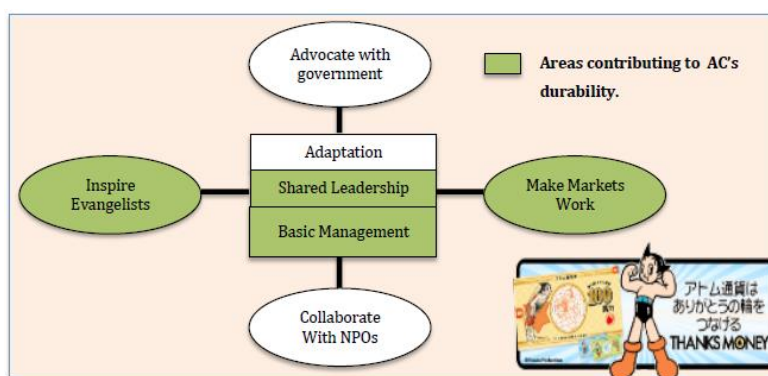 Advocate with
government
Areas contributing to AC's
durability.
Adaptation
Inspire
Evangelists
Shared Leadership
Make Markets
Work
Basic Management
Collaborate
With NPOs
100
アトム通貨は
ありがとうの輪を
つなげる
THANKS MONEY